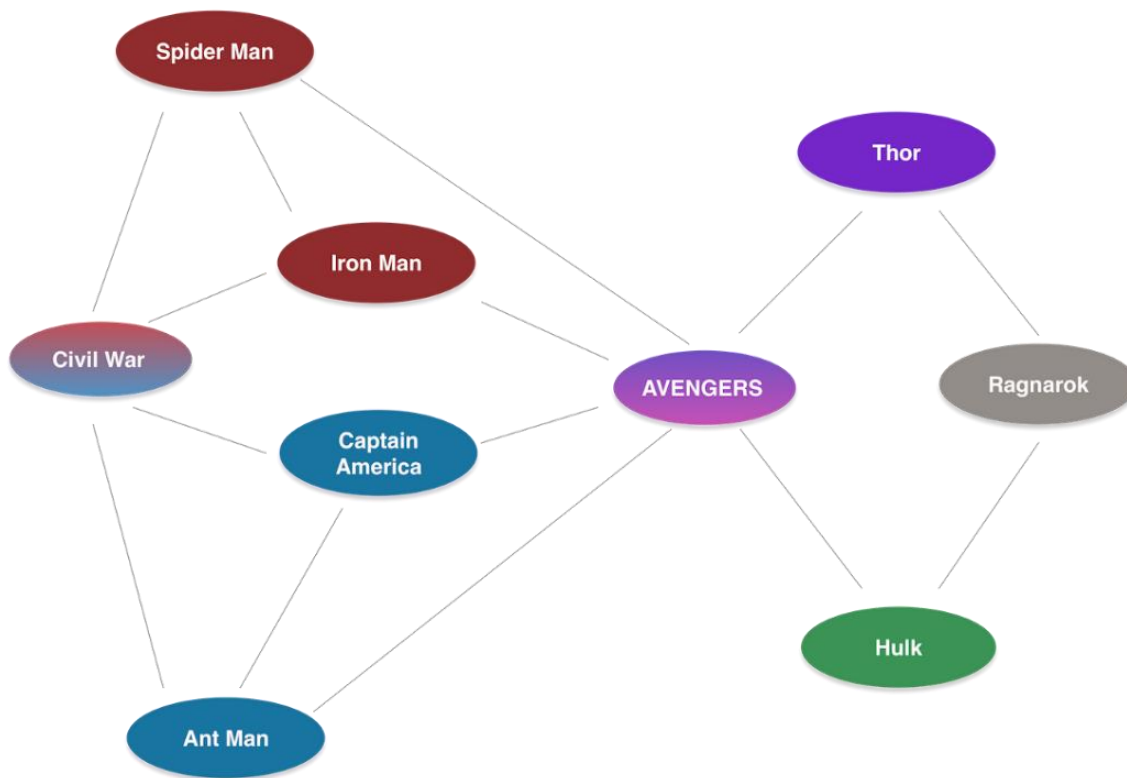 Spider Man
Thor
Iron Man
Civil War
AVENGERS
Ragnarok
Captain
America
Hulk
Ant Man